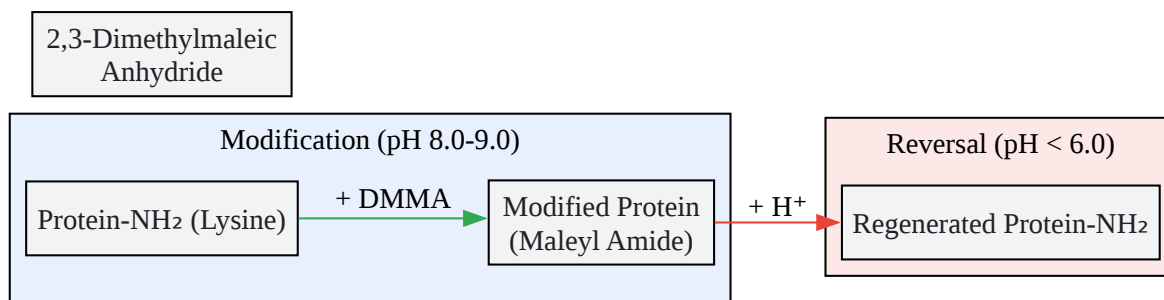 2,3-Dimethylmaleic
Anhydride
Modification (pH 8.0-9.0)
Reversal (pH < 6.0)
Protein-NH₂ (Lysine)
+ DMMA
Modified Protein
(Maleyl Amide)
+ H⁺
Regenerated Protein-NH₂